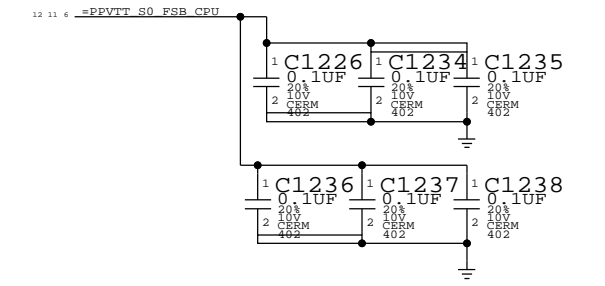 12 11 6 =PPVTT_S0_FSB_CPU
1 C1226 1 C1234 1 C1235
0.1UF 0.1UF 0.1UF
20% 20% 20%
2 10V 2 10V 2 10V
CERM CERM CERM
402 402 402
1 C1236 1 C1237 1 C1238
0.1UF 0.1UF 0.1UF
20% 20% 20%
2 10V 2 10V 2 10V
CERM CERM CERM
402 402 402